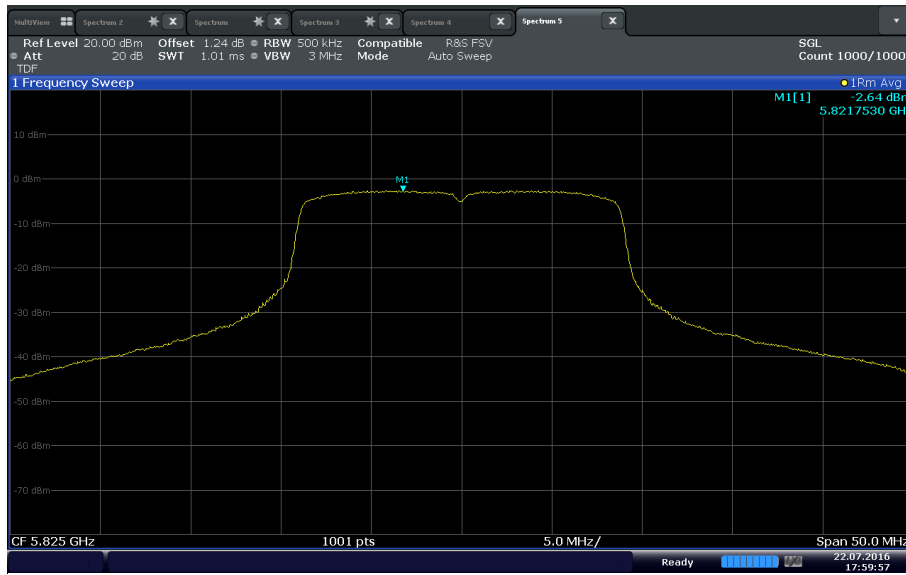 MultiView Spectrum 2 X Spectrum X Spectrum 3 X Spectrum 4 X Spectrum 5 X
Ref Level 20.00 dBm Offset 1.24 dB RBW 500 kHz Compatible R&S FSV SGL
Att 20 dB SWT 1.01 ms VBW 3 MHz Mode Auto Sweep Count 1000/1000
TDF
1 Frequency Sweep 1Rm Avg
M1[1] -2.64 dBm
5.8217530 GH
10 dBm
0 dBm
M1
-10 dBm
-20 dBm
-30 dBm
-40 dBm
-50 dBm
-60 dBm
-70 dBm
CF 5.825 GHz 1001 pts 5.0 MHz/ Span 50.0 MHz
Ready 22.07.2016
17:59:57